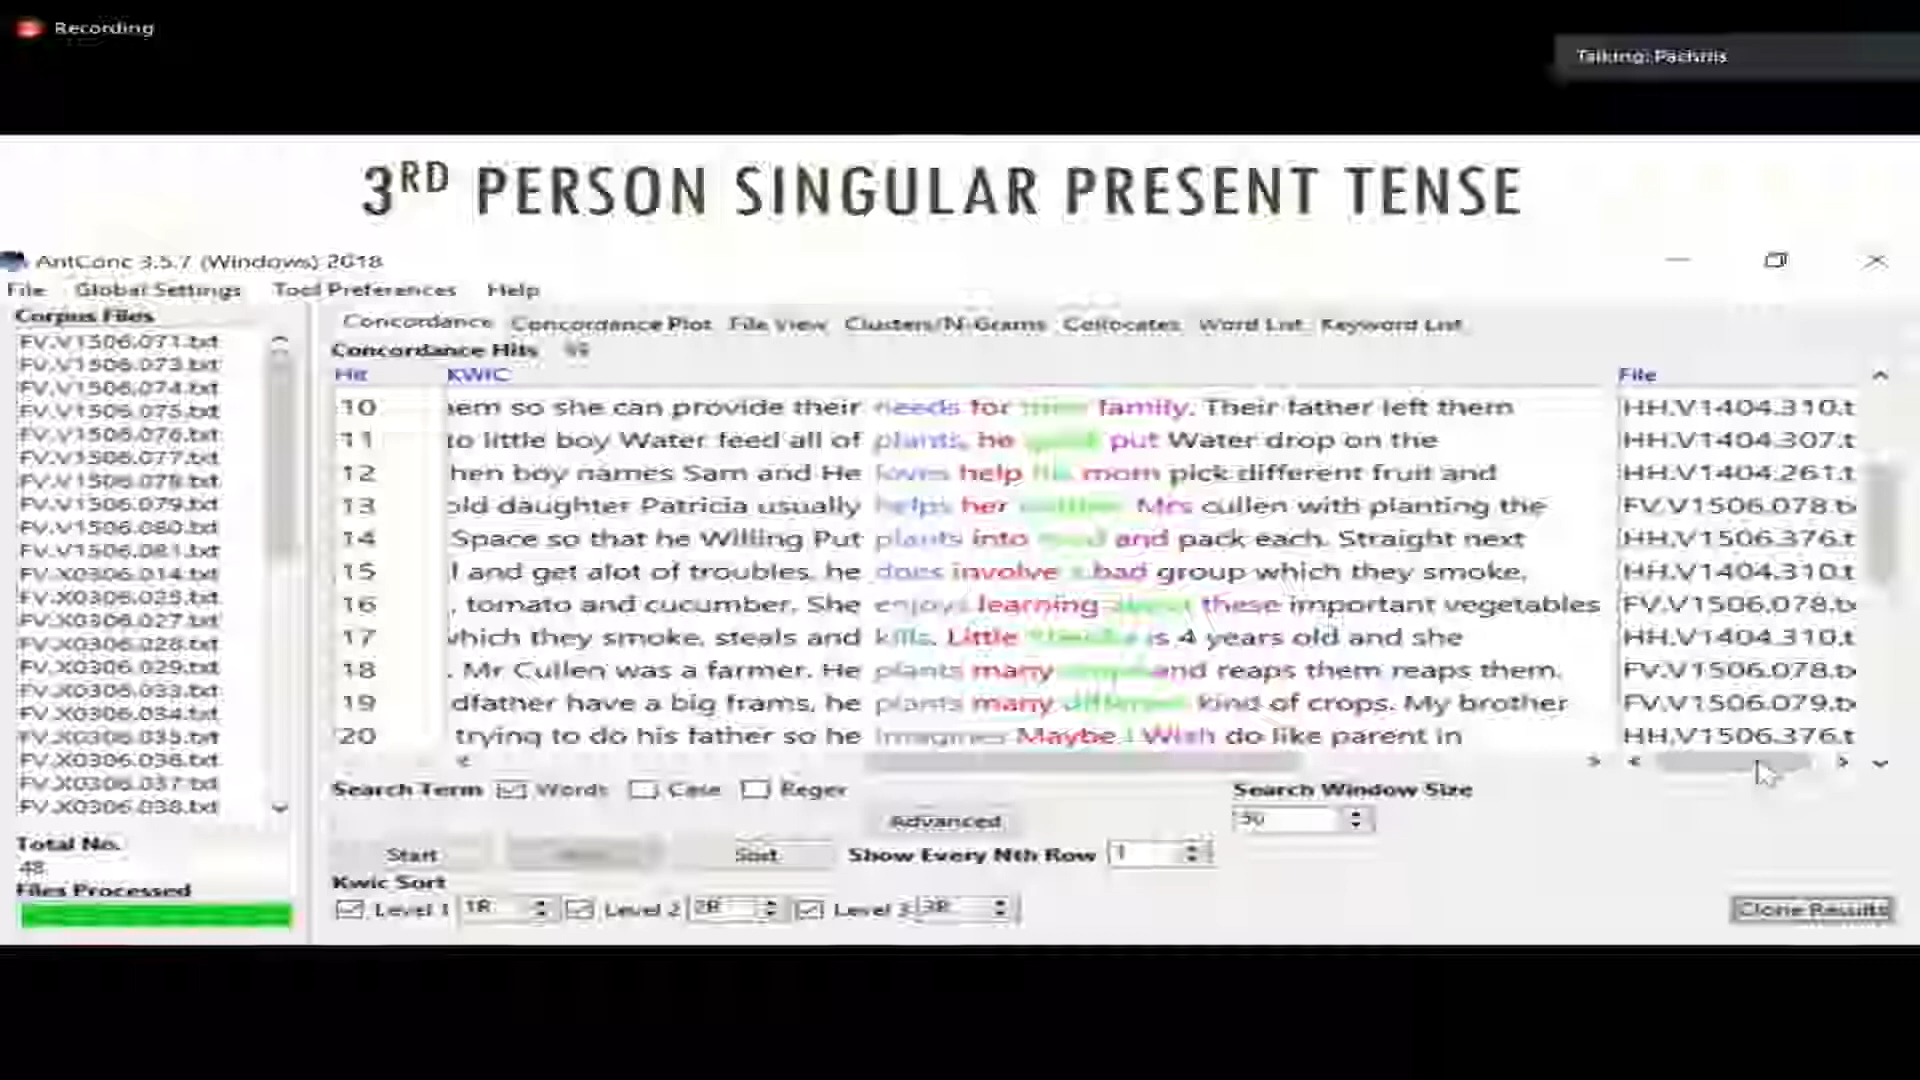 Recording
Talking:
3RD PERSON SINGULAR PRESENT TENSE
AntConc 3.5.7 (Windows) 2018
File Global Settings Tool Preferences Help
Corpus Files
FV.V1506.071.txt
FV.V1506.073.txt
FV.V1506.074.txt
FV.V1506.075.txt
FV.V1506.076.txt
FV.V1506.077.txt
FV.V1506.078.txt
FV.V1506.079.txt
FV.V1506.080.txt
FV.V1506.081.txt
FV.X0306.014.txt
FV.X0306.025.txt
FV.X0306.027.txt
FV.X0306.028.txt
FV.X0306.029.txt
FV.X0306.033.txt
FV.X0306.034.txt
FV.X0306.035.txt
FV.X0306.036.txt
FV.X0306.037.txt
FV.X0306.038.txt
Total No.
48
Files Processed
Concordance Concordance Plot File View Clusters/N-Grams Collocates Word List Keyword List
Concordance Hits
Hit KWIC File
10 em so she can provide their needs for family. Their father left them HH.V1404.310.t
11 to little boy Water feed all of plants, he put Water drop on the HH.V1404.307.t
12 hen boy names Sam and He loves help his mom pick different fruit and HH.V1404.261.t
13 old daughter Patricia usually helps her Mrs cullen with planting the FV.V1506.078.t
14 Space so that he Willing Put plants into and pack each. Straight next HH.V1506.376.t
15 l and get alot of troubles. he does involve a bad group which they smoke, HH.V1404.310.t
16 , tomato and cucumber. She enjoys learning about these important vegetables FV.V1506.078.t
17 which they smoke, steals and kills. Little is 4 years old and she HH.V1404.310.t
18 . Mr Cullen was a farmer. He plants many and reaps them reaps them. FV.V1506.078.t
19 dfather have a big frams, he plants many different kind of crops. My brother FV.V1506.079.t
20 trying to do his father so he imagines Maybe I Wish do like parent in HH.V1506.376.t
Search Term Words Case Regex Search Window Size
Advanced 50
Start Sort Show Every Nth Row 1
Kwic Sort
Level 1 1R Level 2 2R Level 3 3R Clone Results